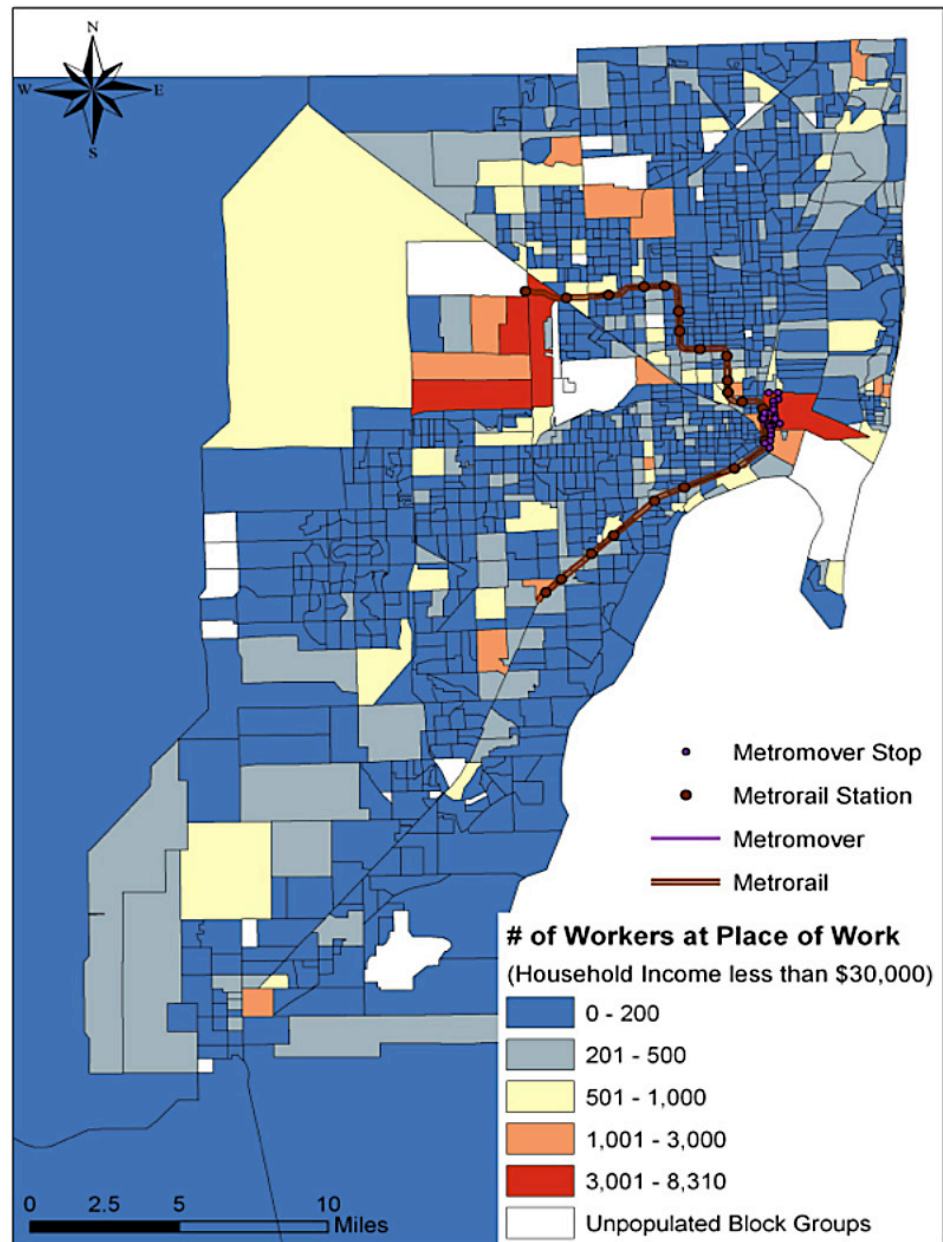 N
W
E
S
Metromover Stop
Metrorail Station
Metromover
Metrorail
# of Workers at Place of Work
(Household Income less than $30,000)
0 - 200
201 - 500
501 - 1,000
1,001 - 3,000
3,001 - 8,310
Unpopulated Block Groups
0 2.5 5 10
Miles